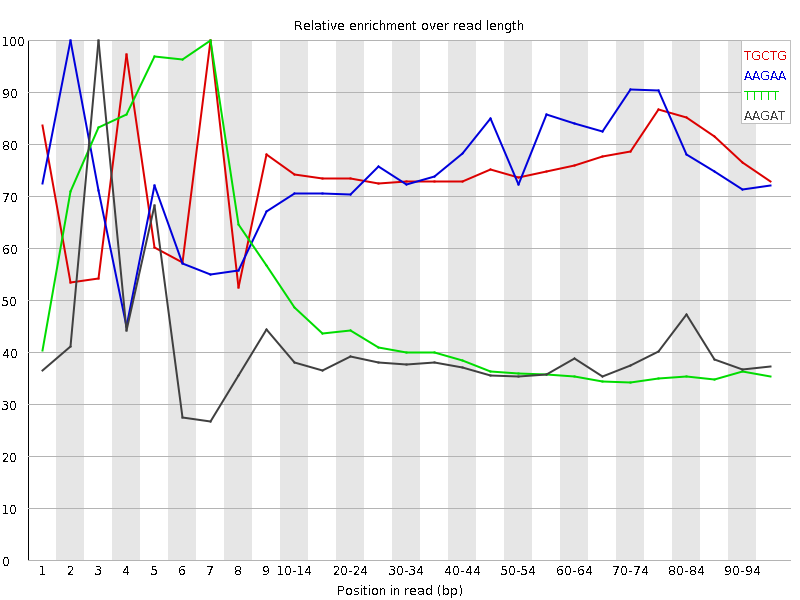 Relative enrichment over read length
100
90
80
70
60
50
40
30
20
10
0
TGCTG
AAGAA
TTTTT
AAGAT
1 2 3 4 5 6 7 8 9 10-14 20-24 30-34 40-44 50-54 60-64 70-74 80-84 90-94
Position in read (bp)